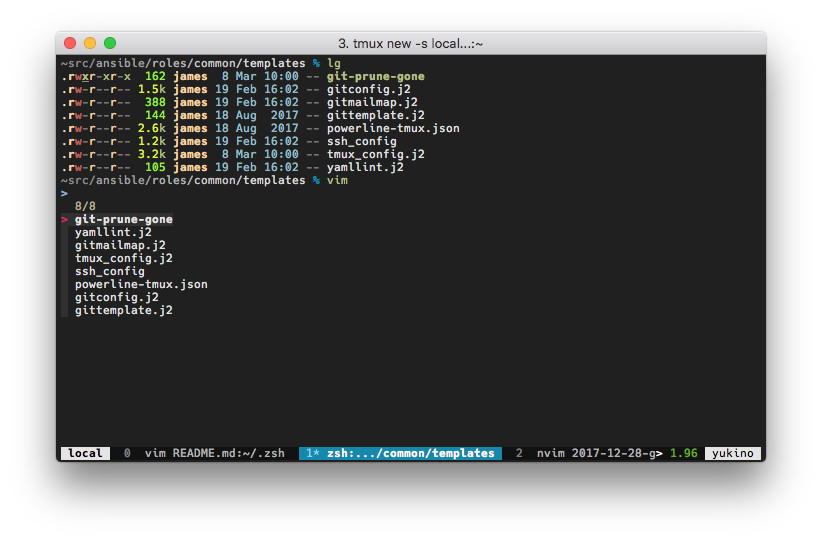 3. tmux new -s local...:~
~src/ansible/roles/common/templates % lg
.rwxr-xr-x  162 james  8 Mar 10:00 -- git-prune-gone
.rw-r--r-- 1.5k james 19 Feb 16:02 -- gitconfig.j2
.rw-r--r--  388 james 19 Feb 16:02 -- gitmailmap.j2
.rw-r--r--  144 james 18 Aug  2017 -- gittemplate.j2
.rw-r--r-- 2.6k james 18 Aug  2017 -- powerline-tmux.json
.rw-r--r-- 1.2k james 19 Feb 16:02 -- ssh_config
.rw-r--r-- 3.2k james  8 Mar 10:00 -- tmux_config.j2
.rw-r--r--  105 james 19 Feb 16:02 -- yamllint.j2
~src/ansible/roles/common/templates % vim
>
8/8
> git-prune-gone
yamllint.j2
gitmailmap.j2
tmux_config.j2
ssh_config
powerline-tmux.json
gitconfig.j2
gittemplate.j2
local  0  vim README.md:~/.zsh  1* zsh:.../common/templates  2  nvim 2017-12-28-g> 1.96 yukino